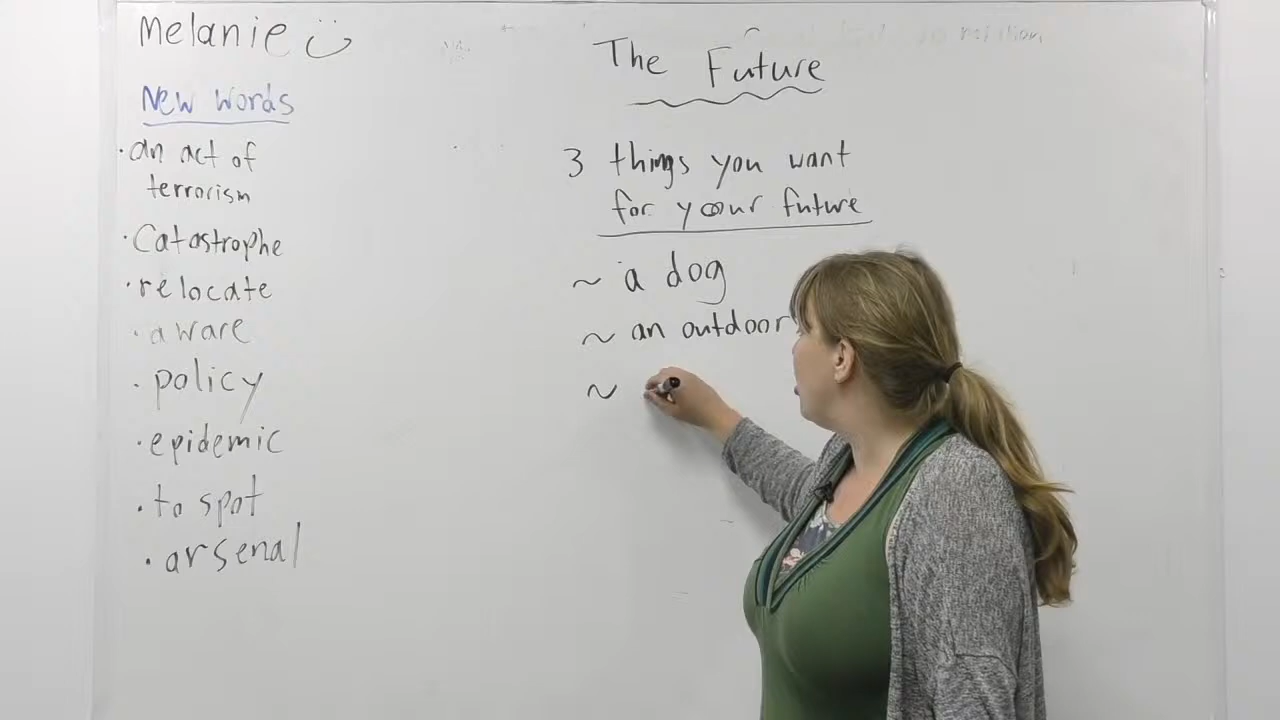 Melanie
New words
· an act of
terrorism
· Catastrophe
· relocate
· aware
· policy
· epidemic
· to spot
· arsenal
The Future
3 things you want
for your future
~ a dog
~ an outdoor
~